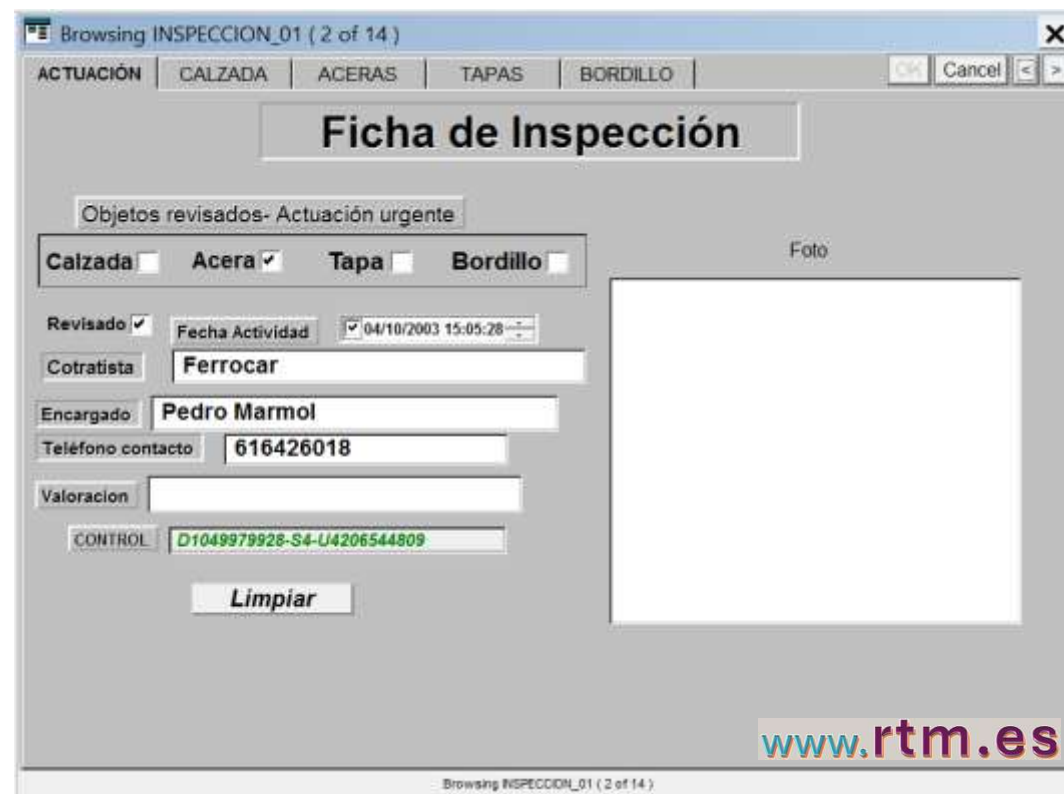 Browsing INSPECCION_01 ( 2 of 14 )
ACTUACIÓN CALZADA ACERAS TAPAS BORDILLO OK Cancel < >
Ficha de Inspección
Objetos revisados- Actuación urgente
Calzada Acera Tapa Bordillo
Foto
Revisado Fecha Actividad 04/10/2003 15:05:28
Cotratista Ferrocar
Encargado Pedro Marmol
Teléfono contacto 616426018
Valoracion
CONTROL D1049979928-S4-U4206544809
Limpiar
www.rtm.es
Browsing INSPECCION_01 ( 2 of 14 )